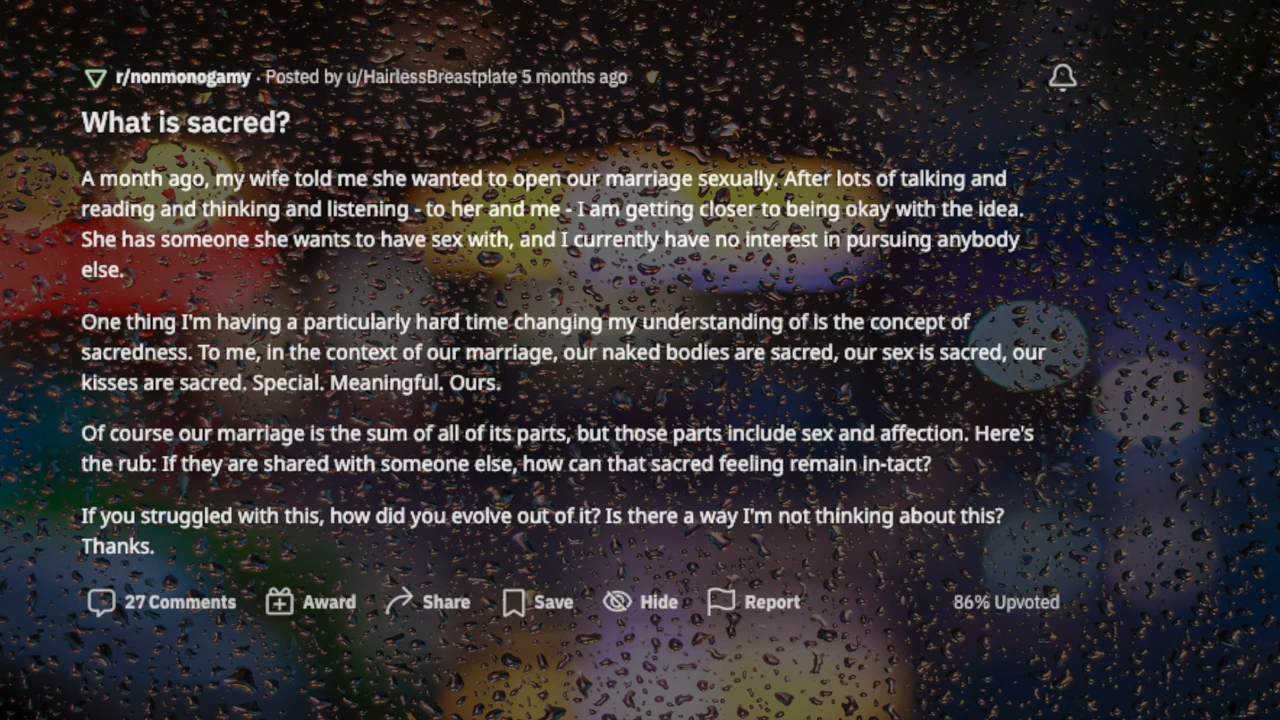 r/nonmonogamy · Posted by u/HairlessBreastplate 5 months ago
What is sacred?
A month ago, my wife told me she wanted to open our marriage sexually. After lots of talking and
reading and thinking and listening - to her and me - I am getting closer to being okay with the idea.
She has someone she wants to have sex with, and I currently have no interest in pursuing anybody
else.
One thing I'm having a particularly hard time changing my understanding of is the concept of
sacredness. To me, in the context of our marriage, our naked bodies are sacred, our sex is sacred, our
kisses are sacred. Special. Meaningful. Ours.
Of course our marriage is the sum of all of its parts, but those parts include sex and affection. Here's
the rub: If they are shared with someone else, how can that sacred feeling remain in-tact?
If you struggled with this, how did you evolve out of it? Is there a way I'm not thinking about this?
Thanks.
27 Comments Award Share Save Hide Report 86% Upvoted